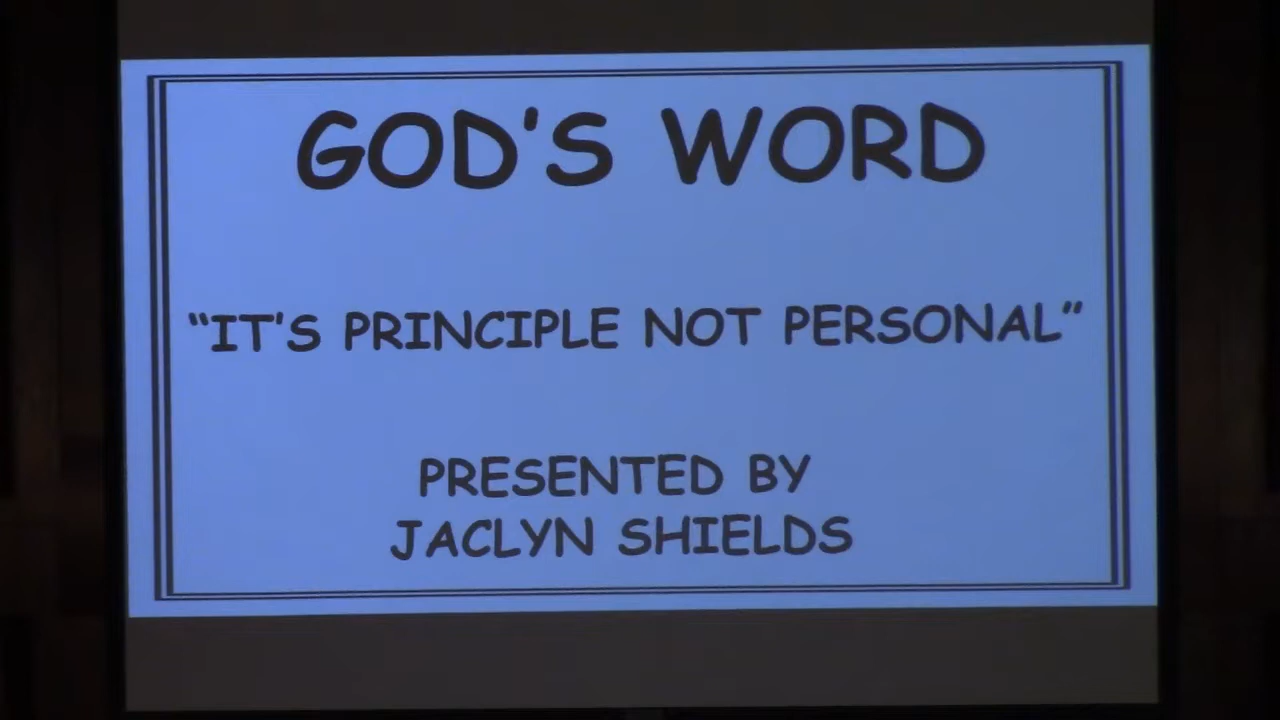 GOD'S WORD
“IT'S PRINCIPLE NOT PERSONAL”
PRESENTED BY
JACLYN SHIELDS